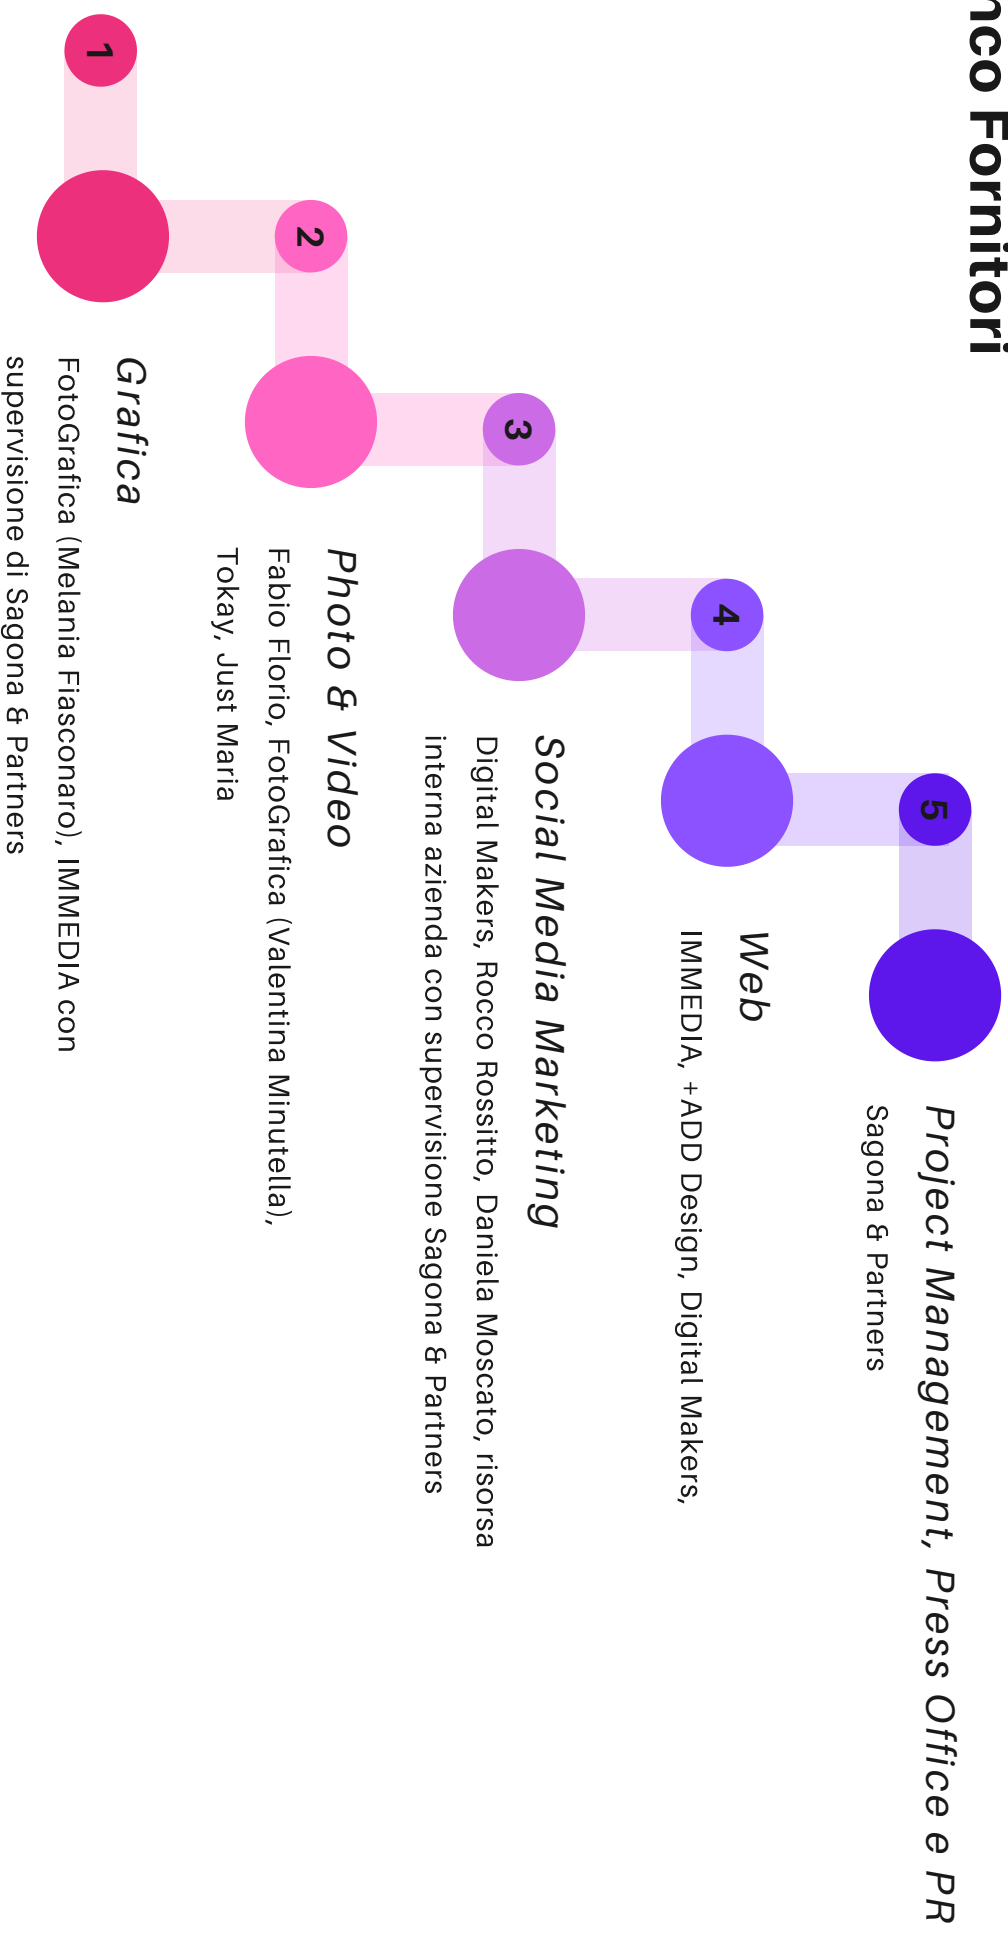 nco Fornitori
5
Project Management, Press Office e PR
Sagona & Partners
4
Web
IMMEDIA, +ADD Design, Digital Makers,
3
Social Media Marketing
Digital Makers, Rocco Rossitto, Daniela Moscato, risorsa
interna azienda con supervisione Sagona & Partners
2
Photo & Video
Fabio Florio, FotoGrafica (Valentina Minutella),
Tokay, Just Maria
1
Grafica
FotoGrafica (Melania Fiasconaro), IMMEDIA con
supervisione di Sagona & Partners